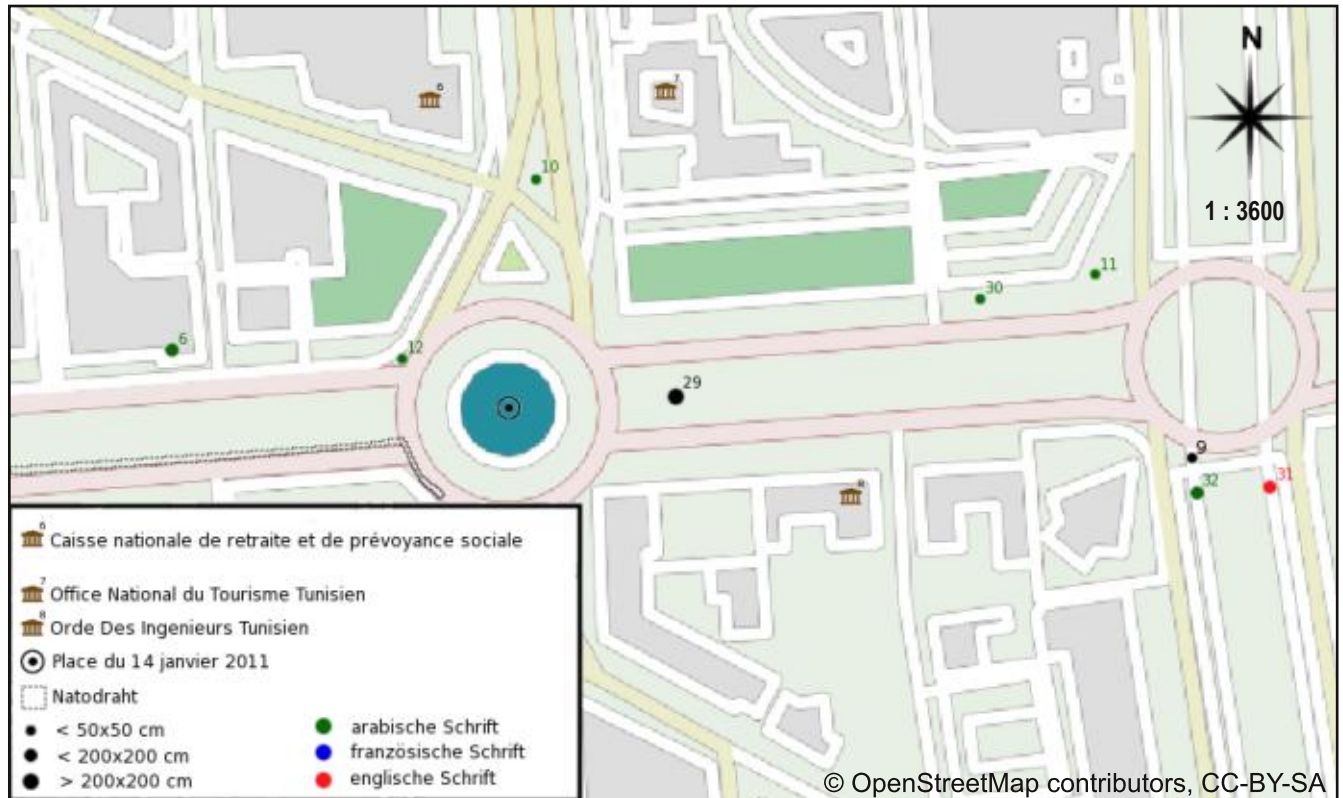 6
7
N
1 : 3600
10
11
30
6
12
29
9
32
31
8
6
Caisse nationale de retraite et de prévoyance sociale
7
Office National du Tourisme Tunisien
8
Orde Des Ingenieurs Tunisien
Place du 14 janvier 2011
Natodraht
< 50x50 cm
arabische Schrift
< 200x200 cm
französische Schrift
> 200x200 cm
englische Schrift
© OpenStreetMap contributors, CC-BY-SA